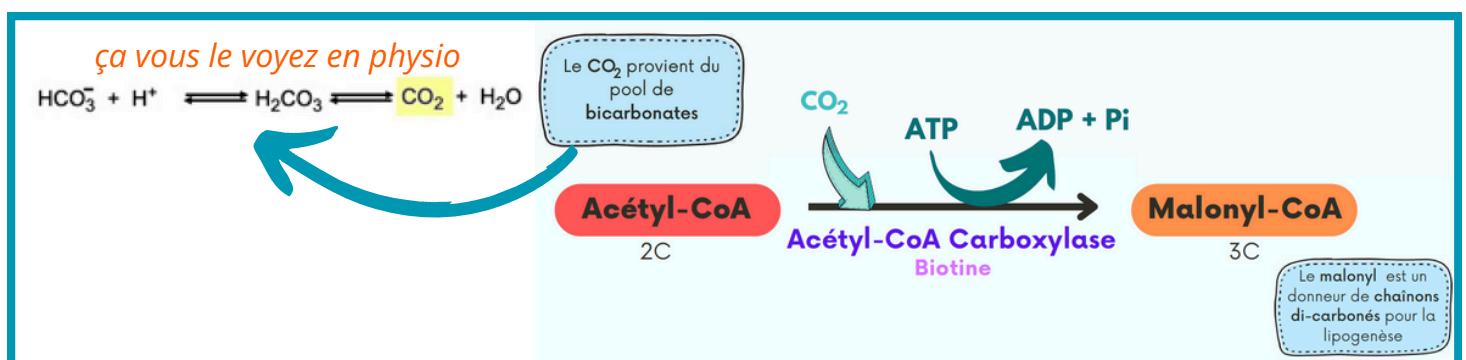 ça vous le voyez en physio
HCO₃⁻ + H⁺ ⇌ H₂CO₃ ⇌ CO₂ + H₂O
Le CO₂ provient du
pool de
bicarbonates
CO₂
ATP
ADP + Pi
Acétyl-CoA
2C
Acétyl-CoA Carboxylase
Biotine
Malonyl-CoA
3C
Le malonyl est un
donneur de chaînons
di-carbonés pour la
lipogenèse